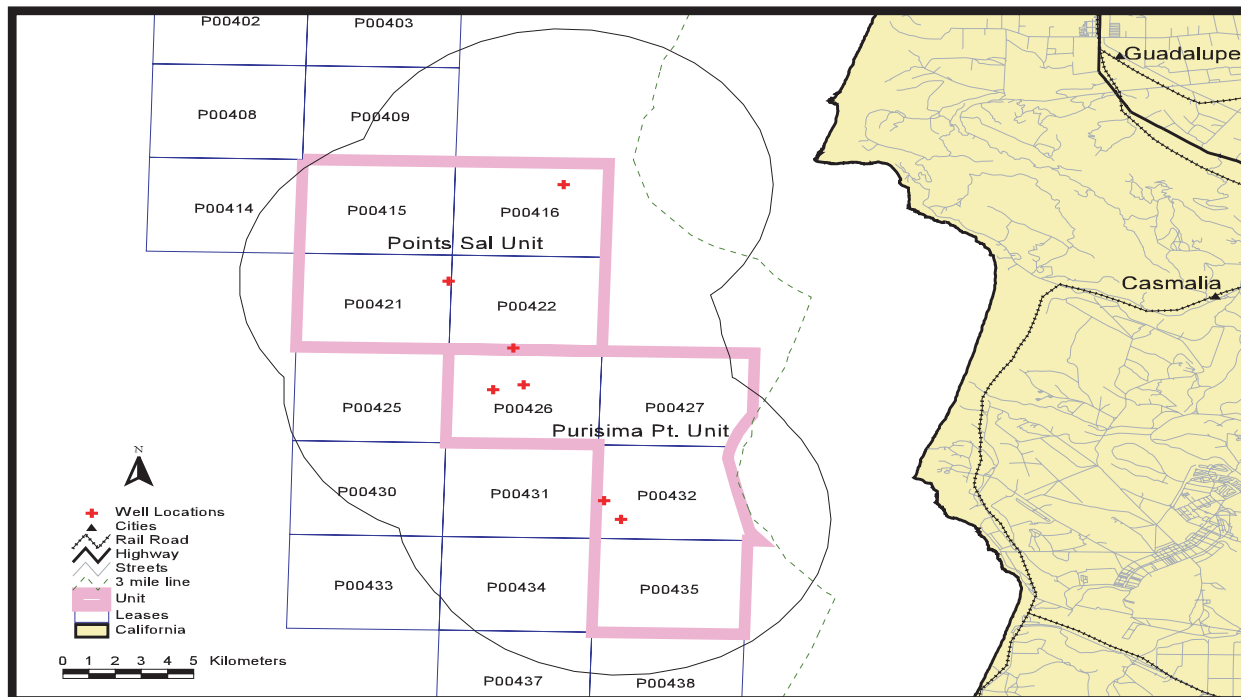 P00402
P00403
Guadalupe
P00408
P00409
P00414
P00415
P00416
Points Sal Unit
Casmalia
P00421
P00422
P00425
P00426
P00427
Purisima Pt. Unit
N
P00430
P00431
P00432
Well Locations
Cities
Rail Road
Highway
Streets
3 mile line
Unit
Leases
California
P00433
P00434
P00435
0 1 2 3 4 5 Kilometers
P00437
P00438